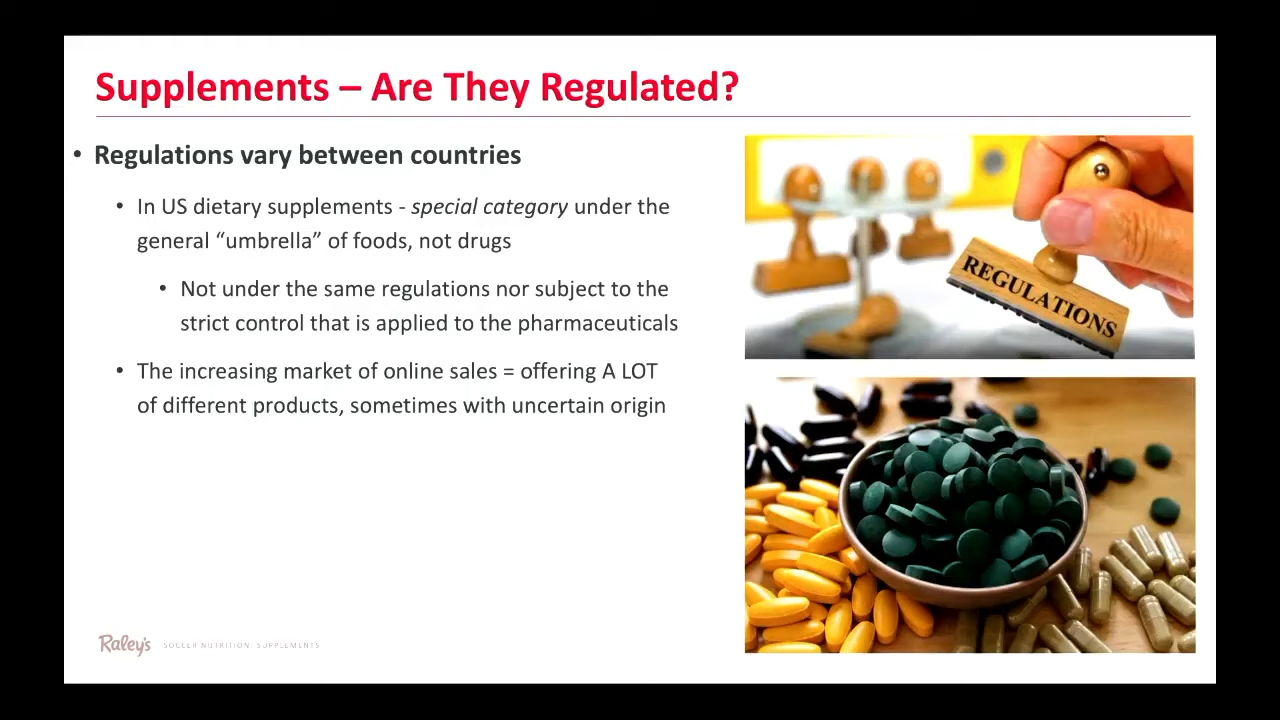 Supplements – Are They Regulated?
• Regulations vary between countries
• In US dietary supplements - special category under the
general “umbrella” of foods, not drugs
• Not under the same regulations nor subject to the
strict control that is applied to the pharmaceuticals
• The increasing market of online sales = offering A LOT
of different products, sometimes with uncertain origin
REGULATIONS
Raley's SOCCER NUTRITION: SUPPLEMENTS